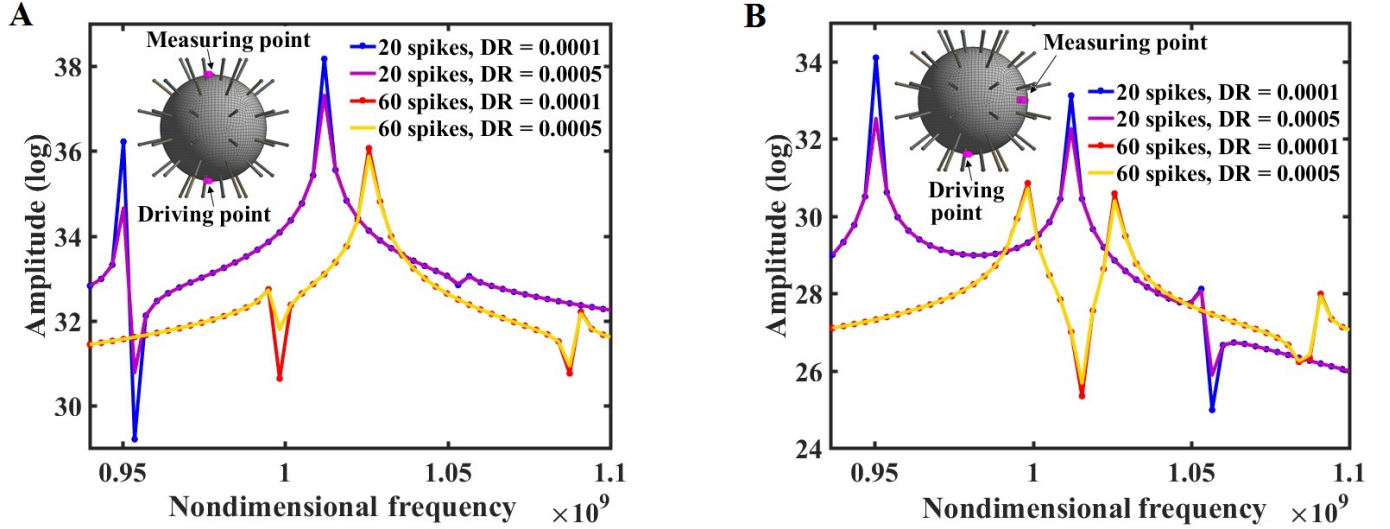 A
Measuring point
Driving point
20 spikes, DR = 0.0001
20 spikes, DR = 0.0005
60 spikes, DR = 0.0001
60 spikes, DR = 0.0005
Amplitude (log)
38
36
34
32
30
0.95
1
1.05
1.1
Nondimensional frequency
×10⁹
B
Measuring point
Driving
point
20 spikes, DR = 0.0001
20 spikes, DR = 0.0005
60 spikes, DR = 0.0001
60 spikes, DR = 0.0005
Amplitude (log)
34
32
30
28
26
24
0.95
1
1.05
1.1
Nondimensional frequency
×10⁹